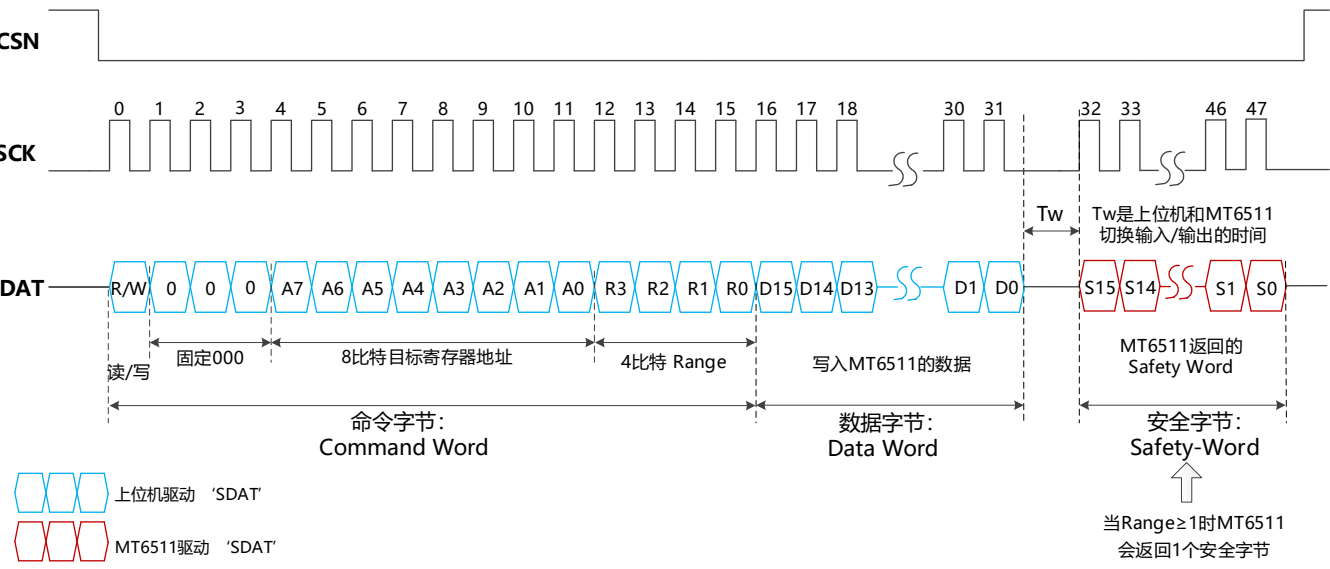 CSN
0 1 2 3 4 5 6 7 8 9 10 11 12 13 14 15 16 17 18 30 31 32 33 46 47
SCK
Tw
Tw是上位机和MT6511
切换输入/输出的时间
SDAT
R/W 0 0 0 A7 A6 A5 A4 A3 A2 A1 A0 R3 R2 R1 R0 D15 D14 D13 D1 D0 S15 S14 S1 S0
读/写
固定000
8比特目标寄存器地址
4比特 Range
写入MT6511的数据
MT6511返回的
Safety Word
命令字节:
Command Word
数据字节:
Data Word
安全字节:
Safety-Word
上位机驱动 ‘SDAT’
MT6511驱动 ‘SDAT’
当Range≥1时MT6511
会返回1个安全字节